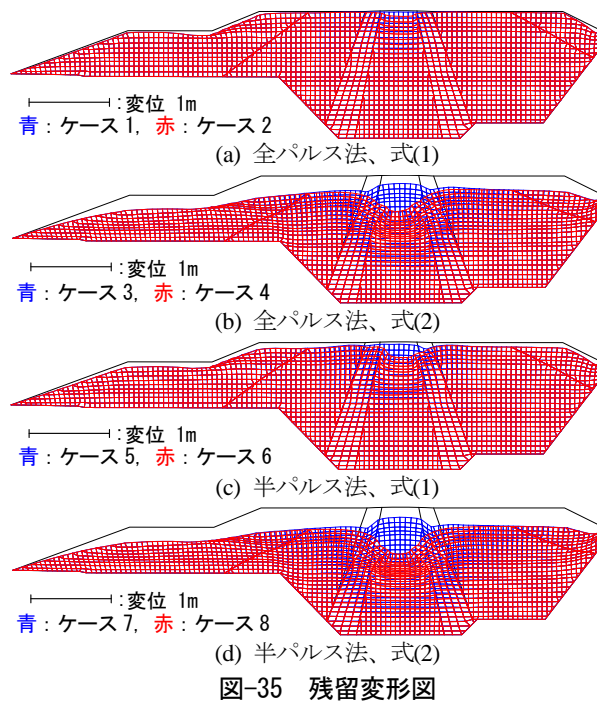 :変位 1m
青：ケース1, 赤：ケース2
(a) 全パルス法、式(1)
:変位 1m
青：ケース3, 赤：ケース4
(b) 全パルス法、式(2)
:変位 1m
青：ケース5, 赤：ケース6
(c) 半パルス法、式(1)
:変位 1m
青：ケース7, 赤：ケース8
(d) 半パルス法、式(2)
図-35 残留変形図